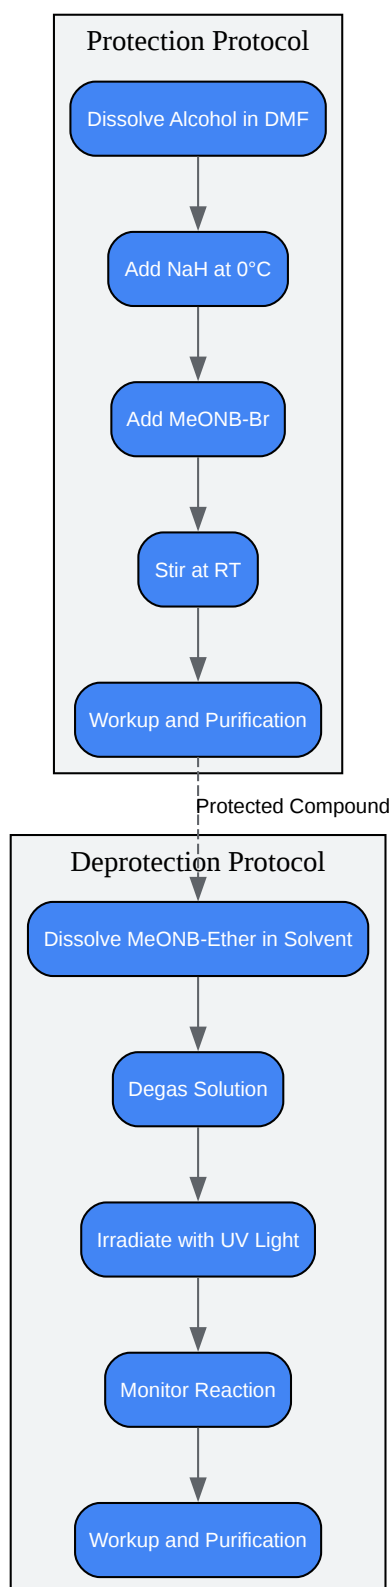 Protection Protocol
Dissolve Alcohol in DMF
Add NaH at 0°C
Add MeONB-Br
Stir at RT
Workup and Purification
Protected Compound
Deprotection Protocol
Dissolve MeONB-Ether in Solvent
Degas Solution
Irradiate with UV Light
Monitor Reaction
Workup and Purification